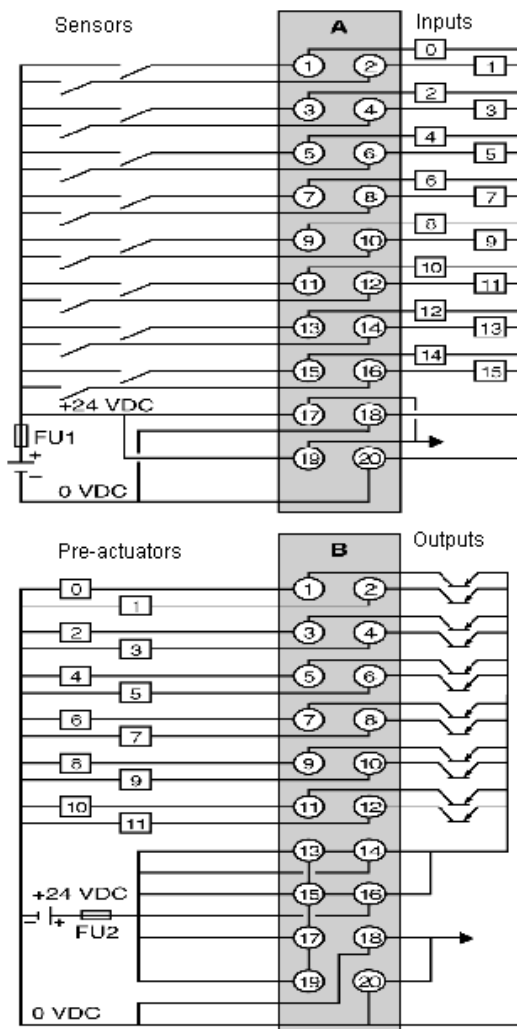 Sensors A Inputs
0
1 2 1
2
3 4 3
4
5 6 5
6
7 8 7
8
9 10 9
10
11 12 11
12
13 14 13
14
15 16 15
+24 VDC 17 18
FU1
+
19 20
−
0 VDC
Pre-actuators B Outputs
0 1 2
1
2 3 4
3
4 5 6
5
6 7 8
7
8 9 10
9
10 11 12
11
13 14
+24 VDC 15 16
− +
FU2
17 18
19 20
0 VDC